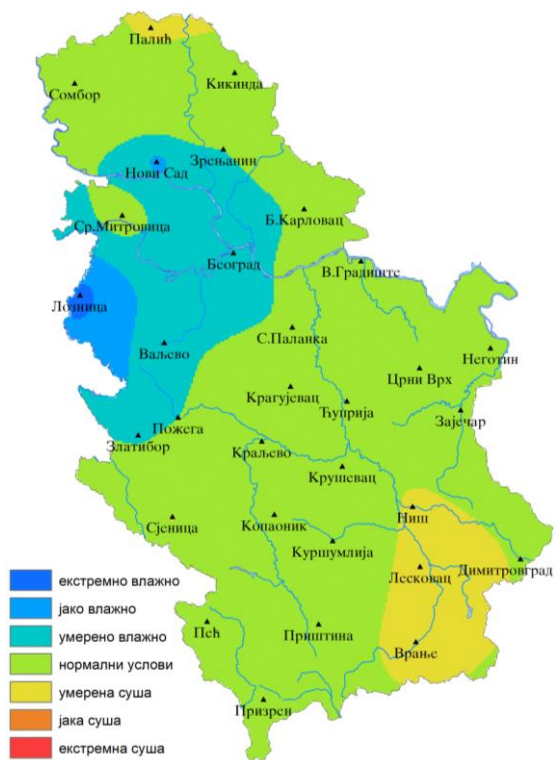 Палић
Кикинда
Сомбор
Зрењанин
Нови Сад
Б.Карловац
Ср.Митровица
Београд
В.Градиште
Лозница
С.Паланка
Ваљево
Неготин
Црни Врх
Крагујевац
Ћуприја
Зајечар
Пожега
Златибор
Краљево
Крушевац
Ниш
Сјеница
Копаоник
Куршумлија
Димитровград
Лесковац
Пећ
Приштина
Врање
Призрен
екстремно влажно
јако влажно
умерено влажно
нормални услови
умерена суша
јака суша
екстремна суша